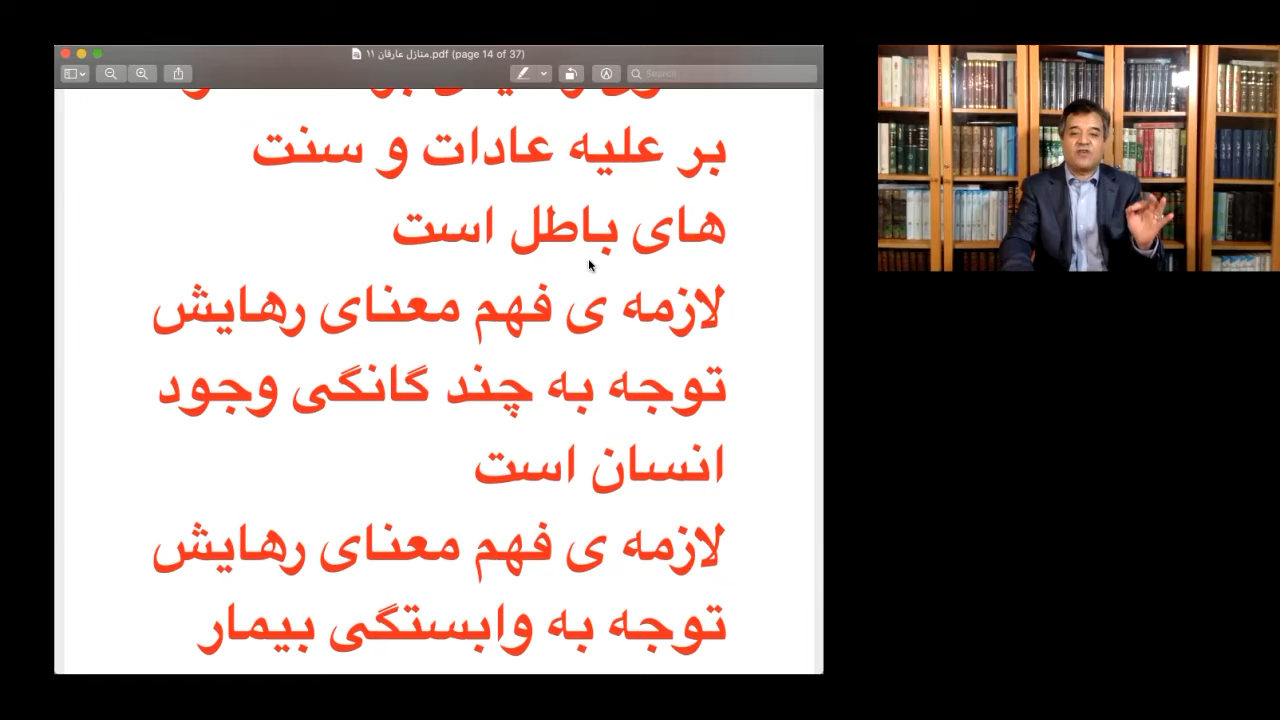 منازل عارفان ۱۱.pdf (page 14 of 37)
Search
بر علیه عادات و سنت
های باطل است
لازمه ی فهم معنای رهایش
توجه به چند گانگی وجود
انسان است
لازمه ی فهم معنای رهایش
توجه به وابستگی بیمار